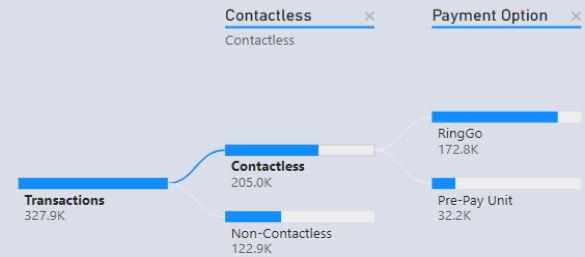 Contactless ×
Payment Option ×
Contactless
RingGo
172.8K
Contactless
205.0K
Transactions
327.9K
Pre-Pay Unit
32.2K
Non-Contactless
122.9K